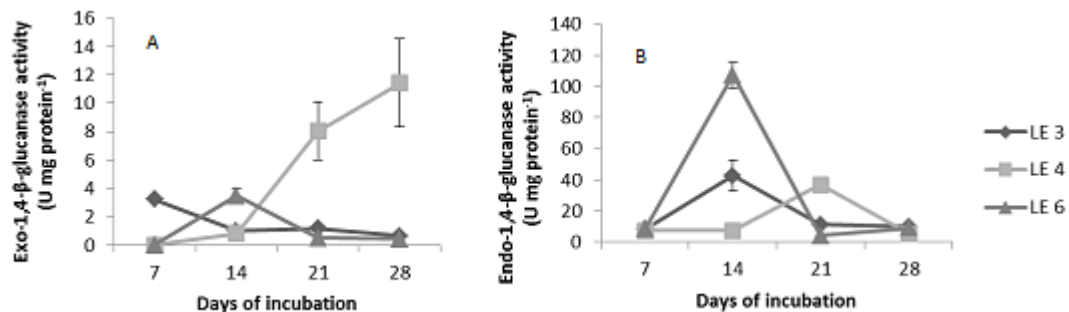 A
Exo-1,4-β-glucanase activity
(U mg protein⁻¹)
16
14
12
10
8
6
4
2
0
7 14 21 28
Days of incubation
B
Endo-1,4-β-glucanase activity
(U mg protein⁻¹)
140
120
100
80
60
40
20
0
7 14 21 28
Days of incubation
LE 3
LE 4
LE 6